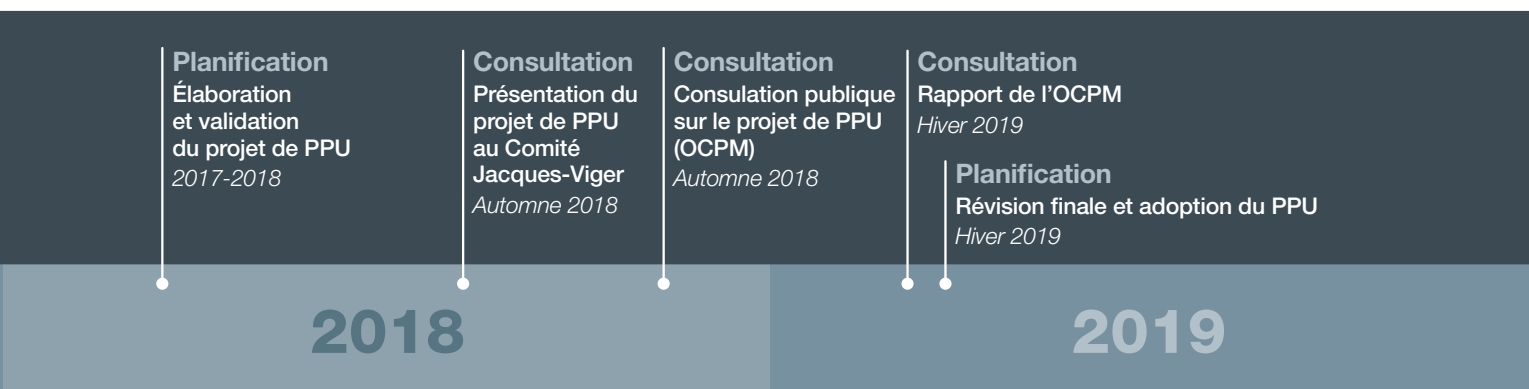 Planification
Élaboration
et validation
du projet de PPU
2017-2018
Consultation
Présentation du
projet de PPU
au Comité
Jacques-Viger
Automne 2018
Consultation
Consulation publique
sur le projet de PPU
(OCPM)
Automne 2018
Consultation
Rapport de l’OCPM
Hiver 2019
Planification
Révision finale et adoption du PPU
Hiver 2019
2018
2019